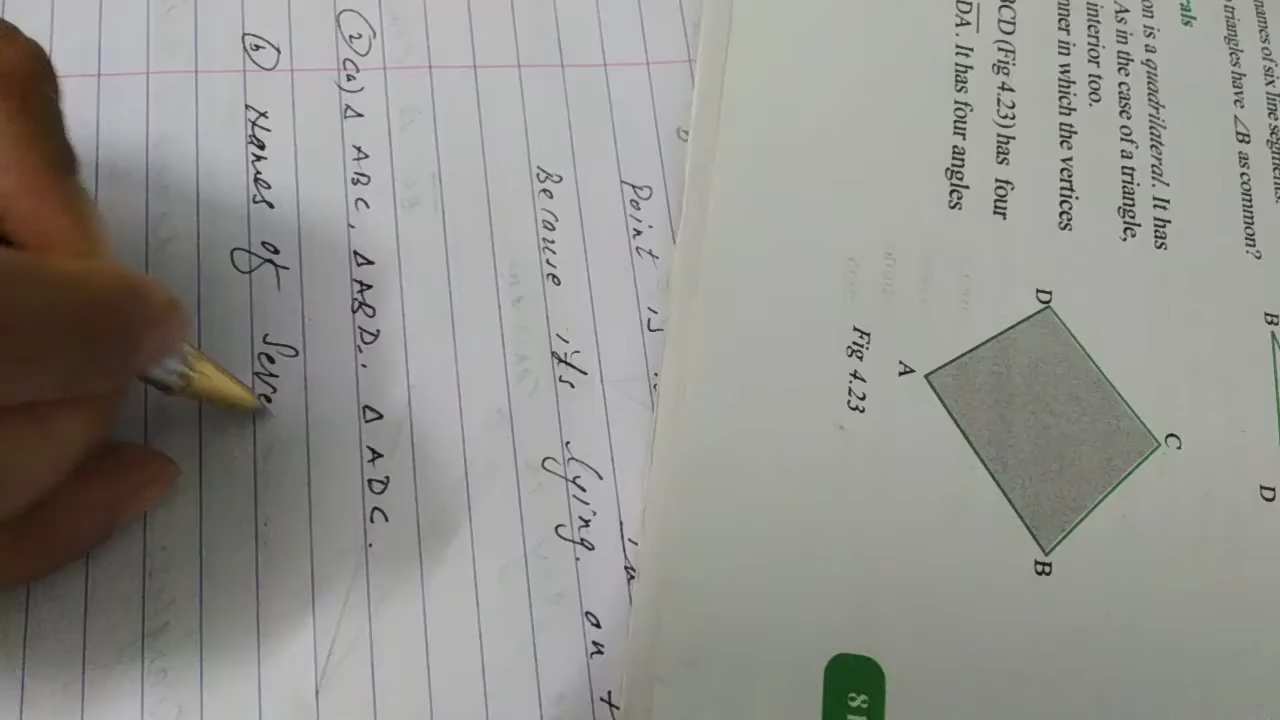 names of six line segments.
triangles have ∠B as common?
B
D
als
on is a quadrilateral. It has
As in the case of a triangle,
interior too.
nner in which the vertices
BCD (Fig 4.23) has four
DA. It has four angles
D
C
A
B
Fig 4.23
81
Point is
Because it's lying on t
(2) (a) Δ ABC, Δ ABD, Δ ADC.
(b) Names of Seve